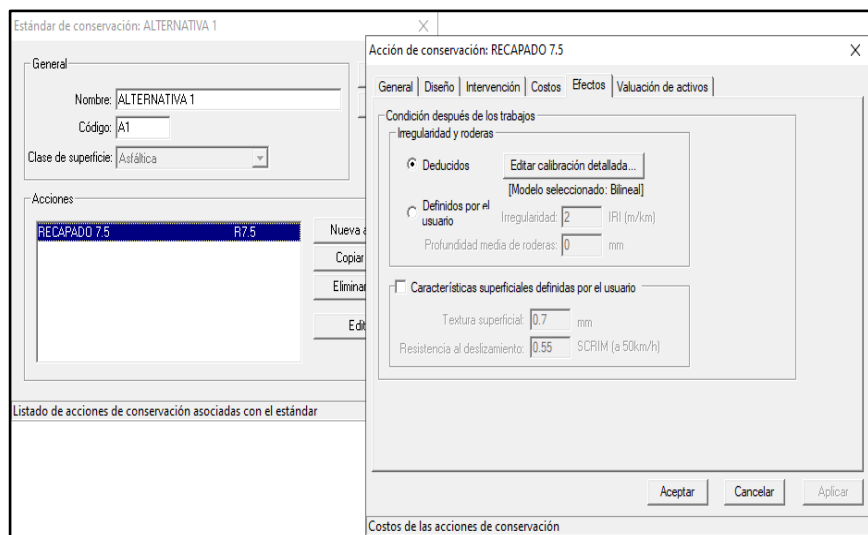 Estándar de conservación: ALTERNATIVA 1
General
Nombre: ALTERNATIVA 1
Código: A1
Clase de superficie: Asfáltica
Acciones
RECAPADO 7.5 R7.5
Nueva a
Copiar
Eliminar
Edit
Listado de acciones de conservación asociadas con el estándar
Acción de conservación: RECAPADO 7.5
General Diseño Intervención Costos Efectos Valuación de activos
Condición después de los trabajos
Irregularidad y roderas
Deducidos Editar calibración detallada...
[Modelo seleccionado: Bilineal]
Definidos por el
usuario
Irregularidad: 2 IRI (m/km)
Profundidad media de roderas: 0 mm
Características superficiales definidas por el usuario
Textura superficial: 0.7 mm
Resistencia al deslizamiento: 0.55 SCRIM (a 50km/h)
Aceptar Cancelar Aplicar
Costos de las acciones de conservación